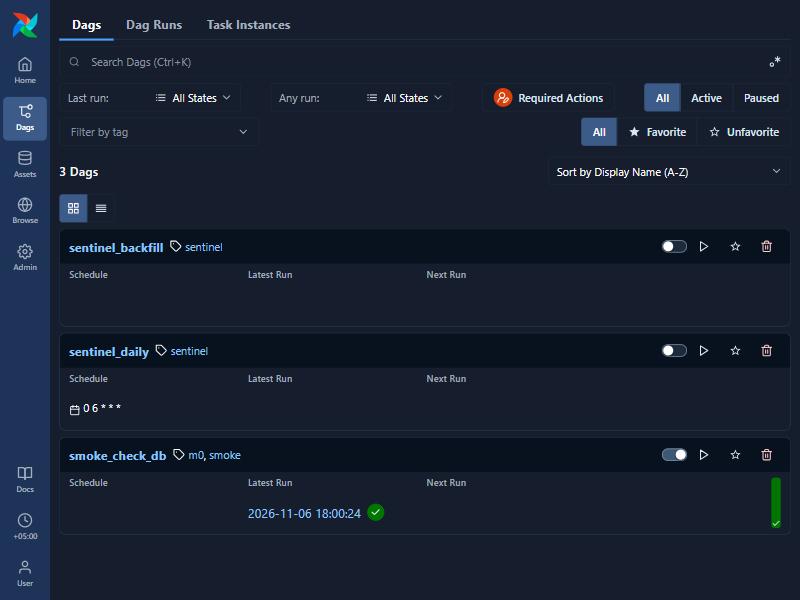 Dags Dag Runs Task Instances
Home
Search Dags (Ctrl+K)
Last run: All States Any run: All States Required Actions All Active Paused
Dags
Filter by tag All Favorite Unfavorite
Assets
3 Dags Sort by Display Name (A-Z)
Browse
Admin
sentinel_backfill sentinel
Schedule Latest Run Next Run
sentinel_daily sentinel
Schedule Latest Run Next Run
0 6 * * *
smoke_check_db m0, smoke
Schedule Latest Run Next Run
2026-11-06 18:00:24
Docs
+05:00
User